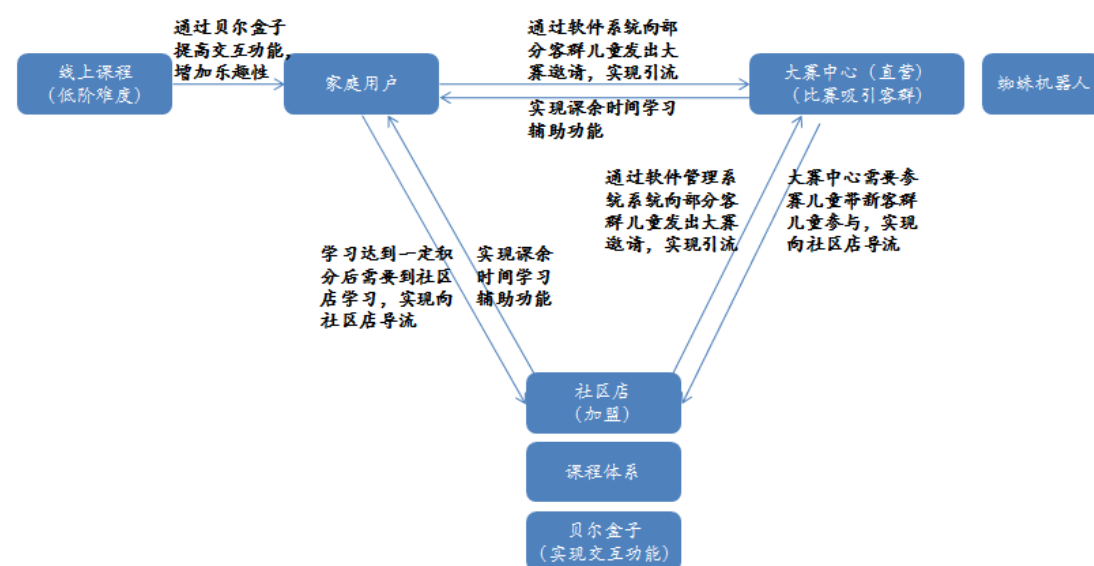 通过贝尔盒子
提高交互功能，
增加乐趣性
通过软件系统向部
分客群儿童发出大
赛邀请，实现引流
线上课程
（低阶难度）
家庭用户
大赛中心（直营）
（比赛吸引客群）
蜘蛛机器人
实现课余时间学习
辅助功能
通过软件管理系
统系统向部分客
群儿童发出大赛
邀请，实现引流
大赛中心需要参
赛儿童带新客群
儿童参与，实现
向社区店导流
学习达到一定积
分后需要到社区
店学习，实现向
社区店导流
实现课余
时间学习
辅助功能
社区店
（加盟）
课程体系
贝尔盒子
（实现交互功能）